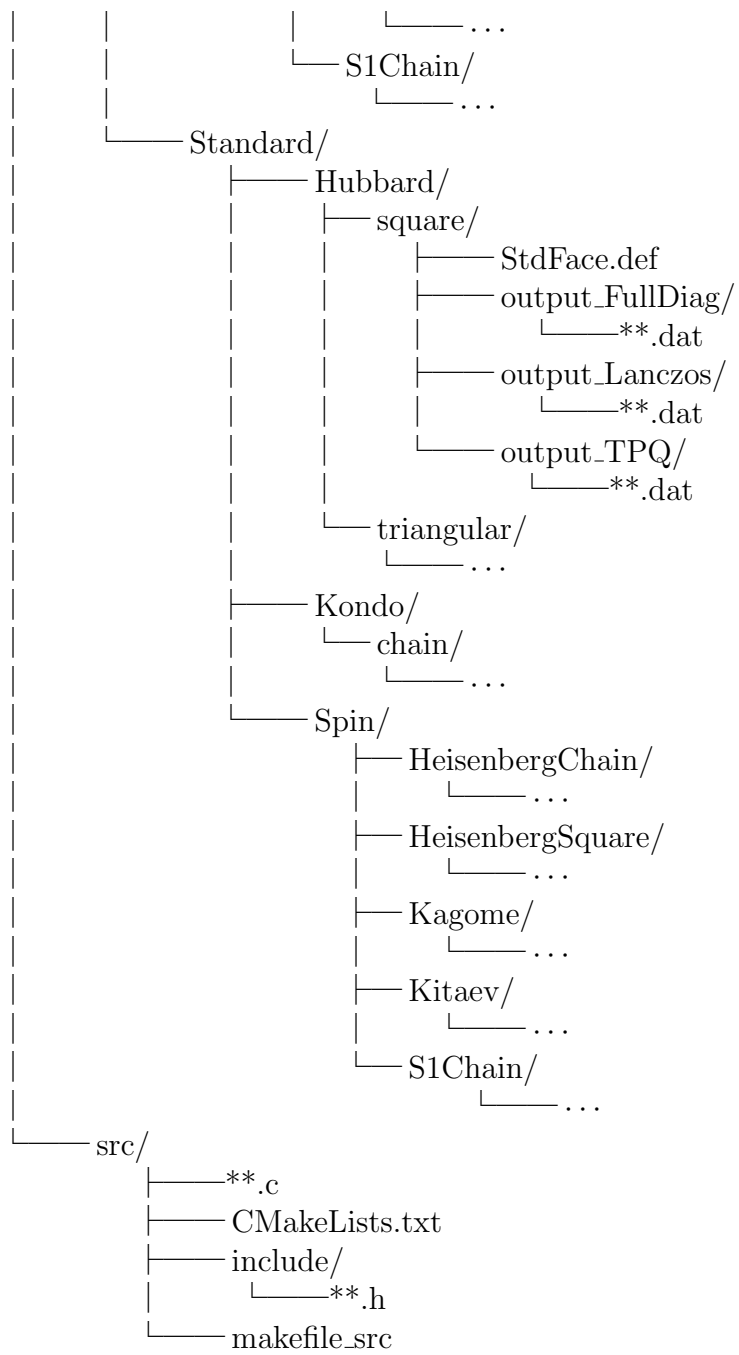 ...
S1Chain/
...
Standard/
Hubbard/
square/
StdFace.def
output_FullDiag/
**.dat
output_Lanczos/
**.dat
output_TPQ/
**.dat
triangular/
...
Kondo/
chain/
...
Spin/
HeisenbergChain/
...
HeisenbergSquare/
...
Kagome/
...
Kitaev/
...
S1Chain/
...
src/
**.c
CMakeLists.txt
include/
**.h
makefile_src